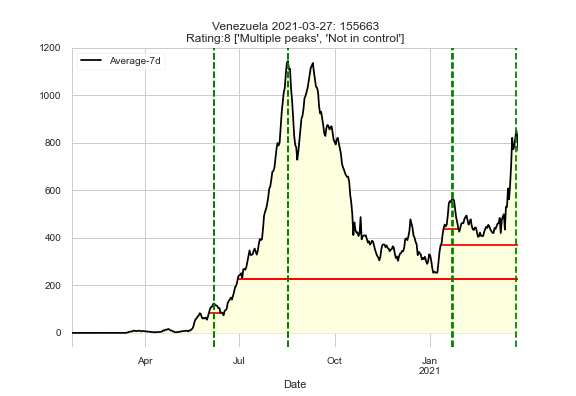 Venezuela 2021-03-27: 155663
Rating:8 ['Multiple peaks', 'Not in control']
1200
Average-7d
1000
800
600
400
200
0
Apr Jul Oct Jan
2021
Date